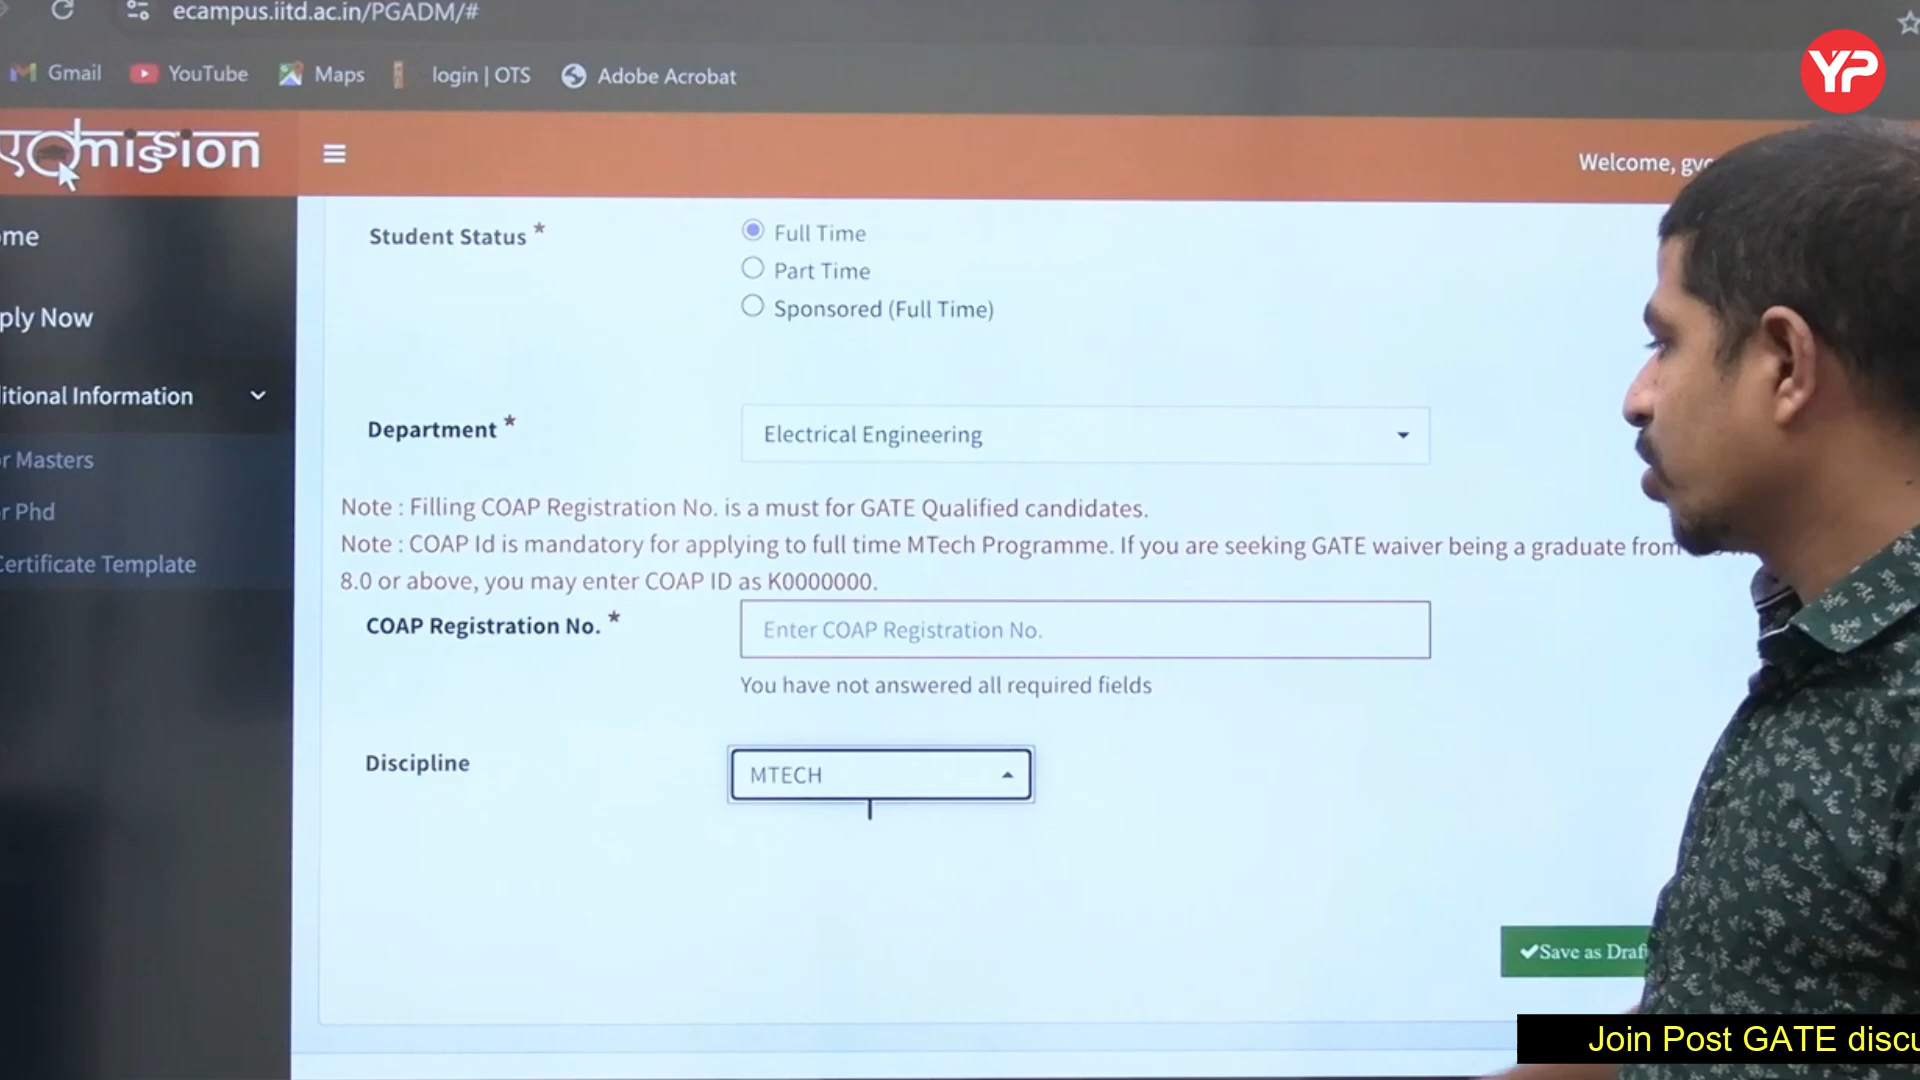 ecampus.iitd.ac.in/PGADM/#
Gmail YouTube Maps login | OTS Adobe Acrobat
YP
एdmission
Welcome, gv
ome
Student Status *
Full Time
Part Time
Sponsored (Full Time)
ply Now
itional Information
r Masters
r Phd
Certificate Template
Department *
Electrical Engineering
Note : Filling COAP Registration No. is a must for GATE Qualified candidates.
Note : COAP Id is mandatory for applying to full time MTech Programme. If you are seeking GATE waiver being a graduate from
8.0 or above, you may enter COAP ID as K0000000.
COAP Registration No. *
Enter COAP Registration No.
You have not answered all required fields
Discipline
MTECH
Save as Draf
Join Post GATE discu